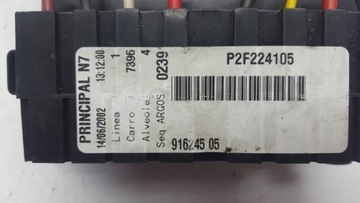 PRINCIPAL N7
14/06/2002 13:12:00
Linea 1
Carro 7396
Alveolo 4
Seq.ARGOS 0239
P2F224105
916245 05